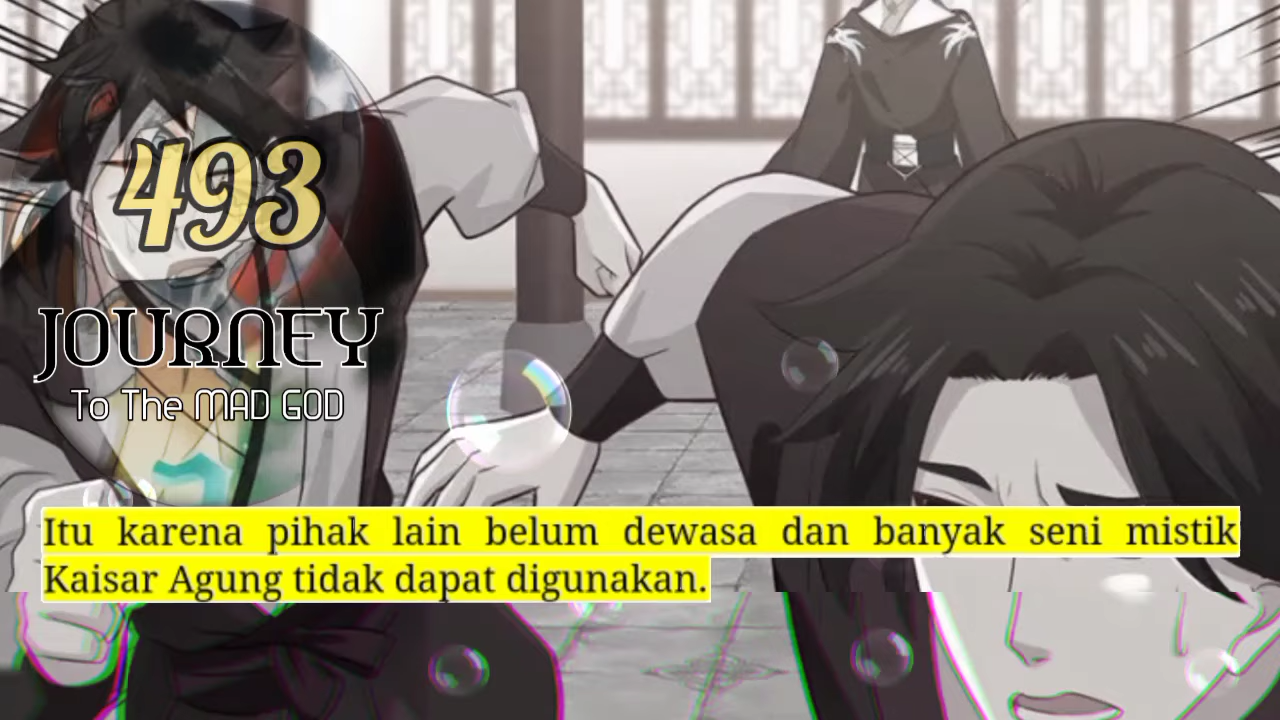 493
JOURNEY
To The MAD GOD
Itu karena pihak lain belum dewasa dan banyak seni mistik
Kaisar Agung tidak dapat digunakan.